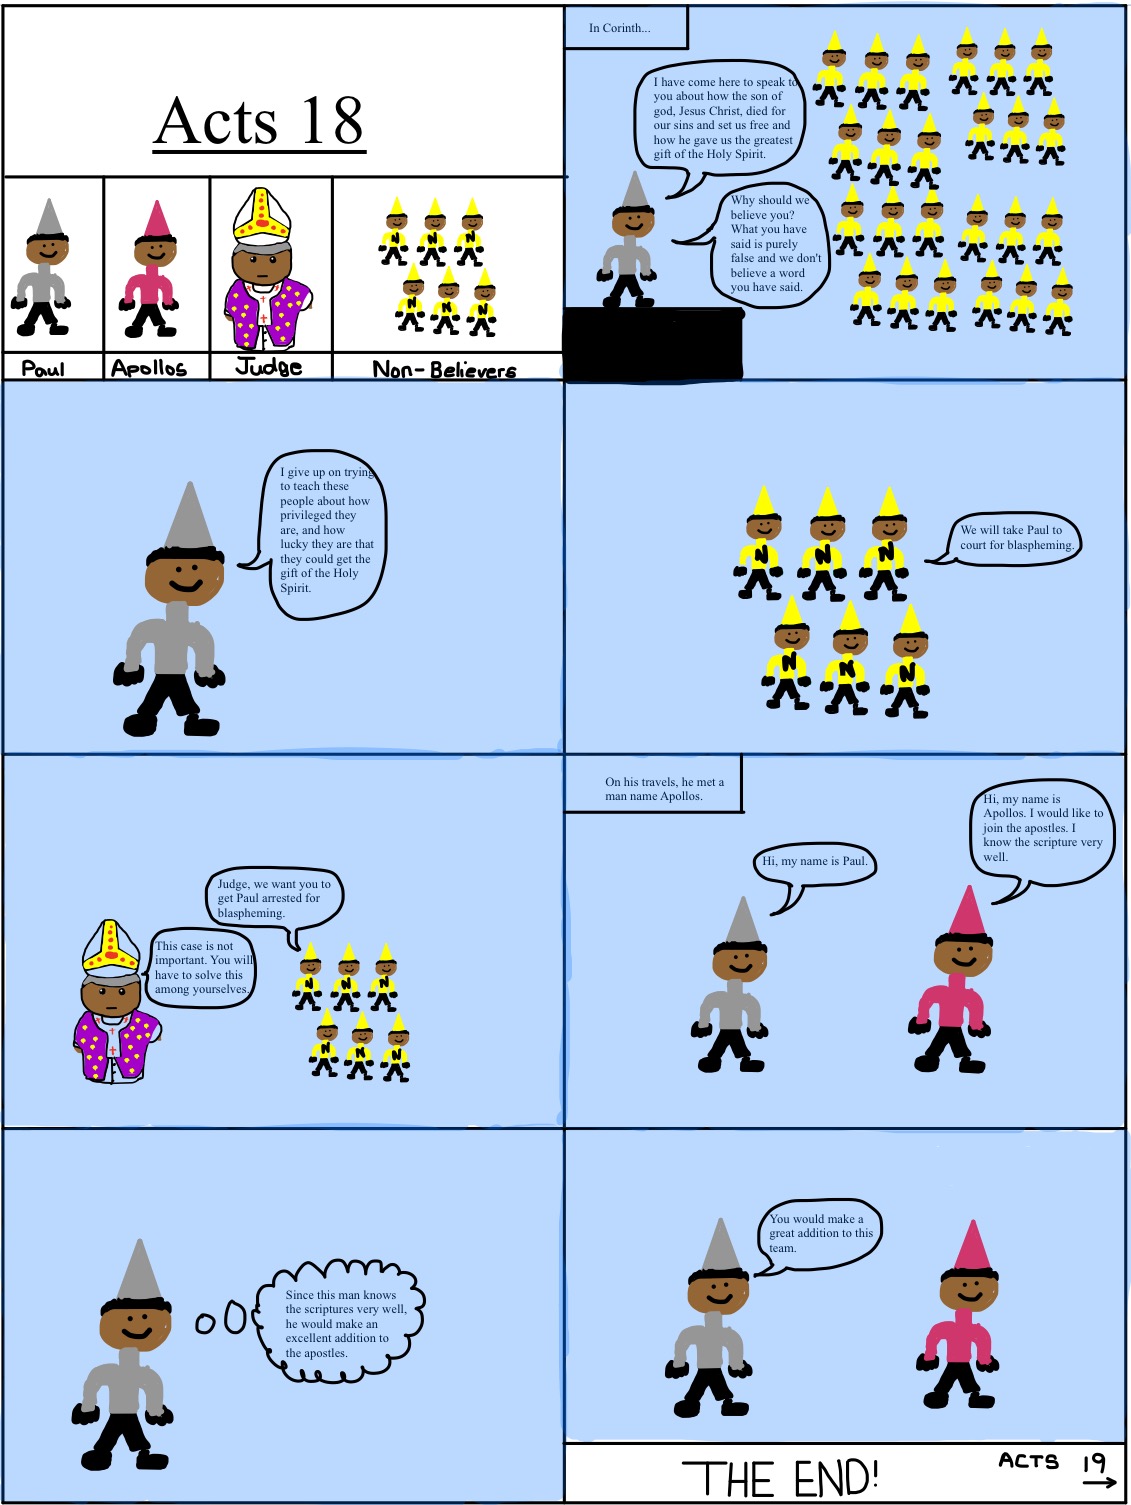 Acts 18
Paul
Apollos
Judge
Non-Believers
N N N
N N N
In Corinth...
I have come here to speak to
you about how the son of
god, Jesus Christ, died for
our sins and set us free and
how he gave us the greatest
gift of the Holy Spirit.
Why should we
believe you?
What you have
said is purely
false and we don't
believe a word
you have said.
I give up on trying
to teach these
people about how
privileged they
are, and how
lucky they are that
they could get the
gift of the Holy
Spirit.
We will take Paul to
court for blaspheming.
N N N
N N N
Judge, we want you to
get Paul arrested for
blaspheming.
This case is not
important. You will
have to solve this
among yourselves.
N N N
N N N
On his travels, he met a
man name Apollos.
Hi, my name is Paul.
Hi, my name is
Apollos. I would like to
join the apostles. I
know the scripture very
well.
Since this man knows
the scriptures very well,
he would make an
excellent addition to
the apostles.
You would make a
great addition to this
team.
THE END!
ACTS 19